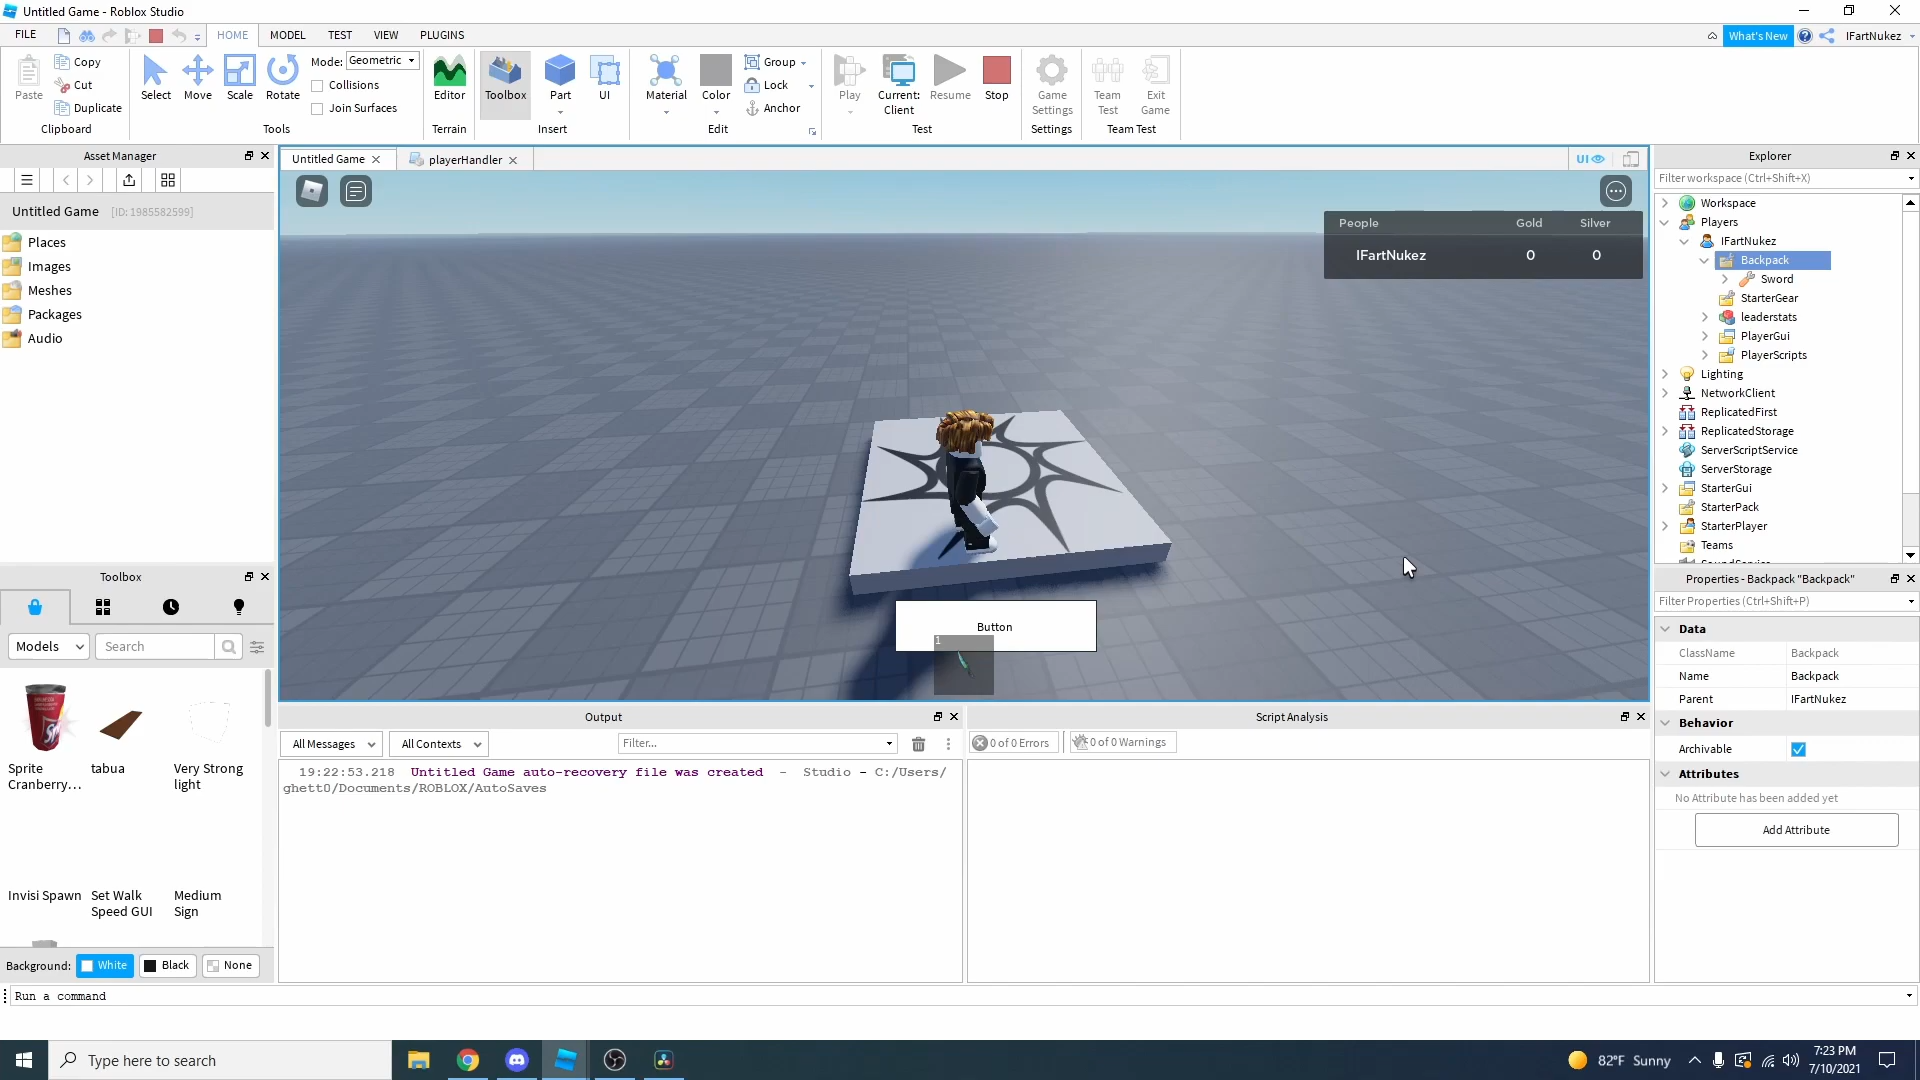 Untitled Game - Roblox Studio
FILE
HOME
MODEL
TEST
VIEW
PLUGINS
What's New
IFartNukez
Paste
Copy
Cut
Duplicate
Clipboard
Select
Move
Scale
Rotate
Mode: Geometric
Collisions
Join Surfaces
Tools
Editor
Terrain
Toolbox
Part
UI
Insert
Material
Color
Group
Lock
Anchor
Edit
Play
Current:
Client
Resume
Stop
Test
Game
Settings
Settings
Team
Test
Exit
Game
Team Test
Asset Manager
Untitled Game [ID: 1985582599]
Places
Images
Meshes
Packages
Audio
Toolbox
Models
Search
Sprite
Cranberry...
tabua
Very Strong
light
Invisi Spawn
Set Walk
Speed GUI
Medium
Sign
Background: White Black None
Untitled Game
playerHandler
UI
People Gold Silver
IFartNukez 0 0
Button
1
Output
All Messages
All Contexts
Filter...
19:22:53.218 Untitled Game auto-recovery file was created - Studio - C:/Users/
ghett0/Documents/ROBLOX/AutoSaves
Script Analysis
0 of 0 Errors
0 of 0 Warnings
Explorer
Filter workspace (Ctrl+Shift+X)
Workspace
Players
IFartNukez
Backpack
Sword
StarterGear
leaderstats
PlayerGui
PlayerScripts
Lighting
NetworkClient
ReplicatedFirst
ReplicatedStorage
ServerScriptService
ServerStorage
StarterGui
StarterPack
StarterPlayer
Teams
Properties - Backpack "Backpack"
Filter Properties (Ctrl+Shift+P)
Data
ClassName Backpack
Name Backpack
Parent IFartNukez
Behavior
Archivable
Attributes
No Attribute has been added yet
Add Attribute
Run a command
Type here to search
82°F Sunny
7:23 PM
7/10/2021